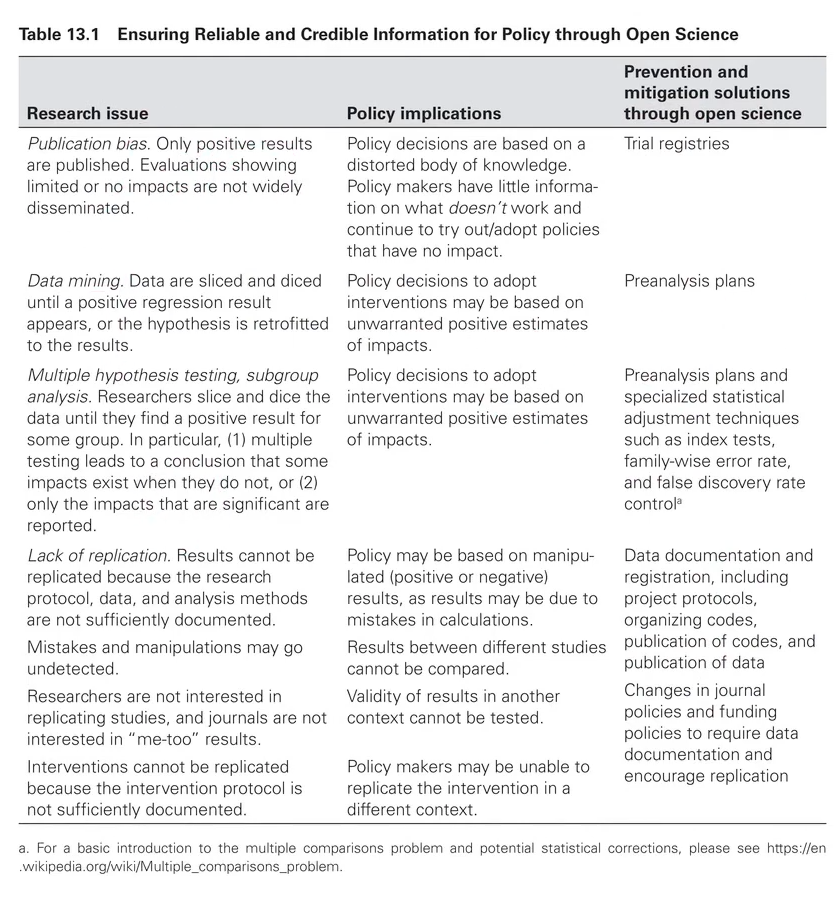 Table 13.1 Ensuring Reliable and Credible Information for Policy through Open Science
Research issue
Policy implications
Prevention and
mitigation solutions
through open science
Publication bias. Only positive results
are published. Evaluations showing
limited or no impacts are not widely
disseminated.
Policy decisions are based on a
distorted body of knowledge.
Policy makers have little informa-
tion on what doesn't work and
continue to try out/adopt policies
that have no impact.
Trial registries
Data mining. Data are sliced and diced
until a positive regression result
appears, or the hypothesis is retrofitted
to the results.
Policy decisions to adopt
interventions may be based on
unwarranted positive estimates
of impacts.
Preanalysis plans
Multiple hypothesis testing, subgroup
analysis. Researchers slice and dice the
data until they find a positive result for
some group. In particular, (1) multiple
testing leads to a conclusion that some
impacts exist when they do not, or (2)
only the impacts that are significant are
reported.
Policy decisions to adopt
interventions may be based on
unwarranted positive estimates
of impacts.
Preanalysis plans and
specialized statistical
adjustment techniques
such as index tests,
family-wise error rate,
and false discovery rate
controlᵃ
Lack of replication. Results cannot be
replicated because the research
protocol, data, and analysis methods
are not sufficiently documented.
Policy may be based on manipu-
lated (positive or negative)
results, as results may be due to
mistakes in calculations.
Data documentation and
registration, including
project protocols,
organizing codes,
publication of codes, and
publication of data
Mistakes and manipulations may go
undetected.
Results between different studies
cannot be compared.
Researchers are not interested in
replicating studies, and journals are not
interested in "me-too" results.
Validity of results in another
context cannot be tested.
Changes in journal
policies and funding
policies to require data
documentation and
encourage replication
Interventions cannot be replicated
because the intervention protocol is
not sufficiently documented.
Policy makers may be unable to
replicate the intervention in a
different context.
a. For a basic introduction to the multiple comparisons problem and potential statistical corrections, please see https://en
.wikipedia.org/wiki/Multiple_comparisons_problem.